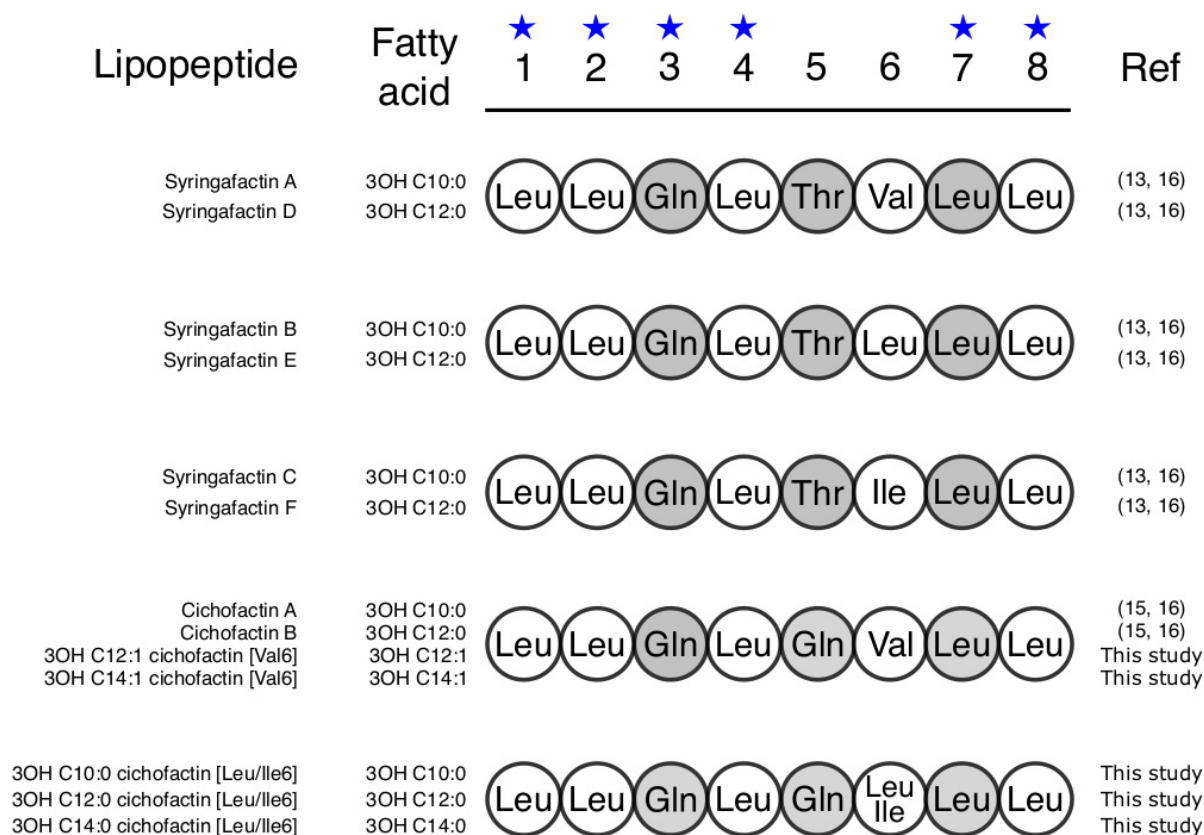 Lipopeptide Fatty acid 1 2 3 4 5 6 7 8 Ref
Syringafactin A 3OH C10:0 (13, 16)
Syringafactin D 3OH C12:0 (13, 16)
Leu Leu Gln Leu Thr Val Leu Leu
Syringafactin B 3OH C10:0 (13, 16)
Syringafactin E 3OH C12:0 (13, 16)
Leu Leu Gln Leu Thr Leu Leu Leu
Syringafactin C 3OH C10:0 (13, 16)
Syringafactin F 3OH C12:0 (13, 16)
Leu Leu Gln Leu Thr Ile Leu Leu
Cichofactin A 3OH C10:0 (15, 16)
Cichofactin B 3OH C12:0 (15, 16)
3OH C12:1 cichofactin [Val6] 3OH C12:1 This study
3OH C14:1 cichofactin [Val6] 3OH C14:1 This study
Leu Leu Gln Leu Gln Val Leu Leu
3OH C10:0 cichofactin [Leu/Ile6] 3OH C10:0 This study
3OH C12:0 cichofactin [Leu/Ile6] 3OH C12:0 This study
3OH C14:0 cichofactin [Leu/Ile6] 3OH C14:0 This study
Leu Leu Gln Leu Gln Leu Ile Leu Leu